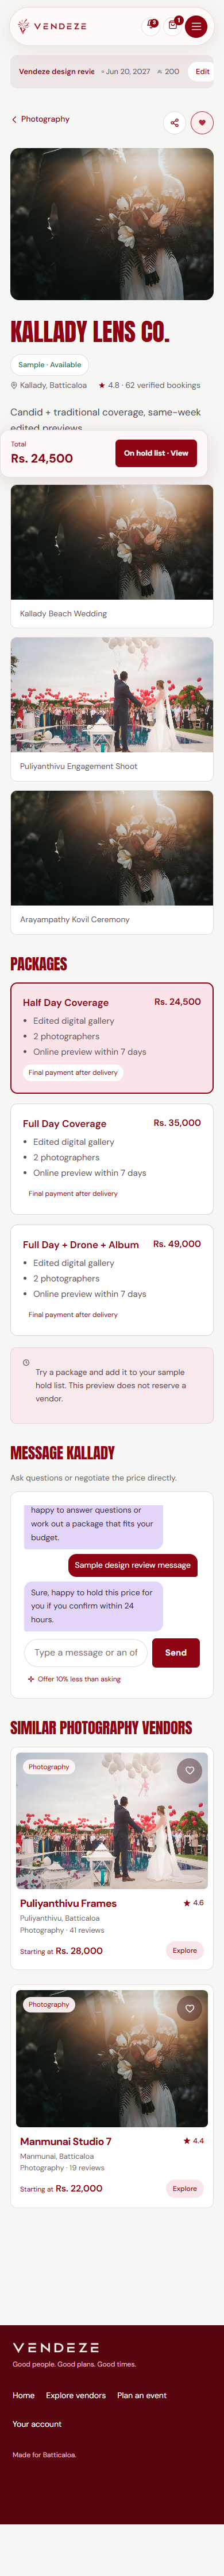 VENDEZE
3
1
Vendeze design revie
Jun 20, 2027
200
Edit
Photography
KALLADY LENS CO.
Sample · Available
Kallady, Batticaloa
4.8 · 62 verified bookings
Candid + traditional coverage, same-week
edited previews
Total
Rs. 24,500
On hold list · View
Kallady Beach Wedding
Puliyanthivu Engagement Shoot
Arayampathy Kovil Ceremony
PACKAGES
Half Day Coverage
Rs. 24,500
• Edited digital gallery
• 2 photographers
• Online preview within 7 days
Final payment after delivery
Full Day Coverage
Rs. 35,000
• Edited digital gallery
• 2 photographers
• Online preview within 7 days
Final payment after delivery
Full Day + Drone + Album
Rs. 49,000
• Edited digital gallery
• 2 photographers
• Online preview within 7 days
Final payment after delivery
Try a package and add it to your sample
hold list. This preview does not reserve a
vendor.
MESSAGE KALLADY
Ask questions or negotiate the price directly.
happy to answer questions or
work out a package that fits your
budget.
Sample design review message
Sure, happy to hold this price for
you if you confirm within 24
hours.
Type a message or an of
Send
Offer 10% less than asking
SIMILAR PHOTOGRAPHY VENDORS
Photography
Puliyanthivu Frames
4.6
Puliyanthivu, Batticaloa
Photography · 41 reviews
Starting at Rs. 28,000
Explore
Photography
Manmunai Studio 7
4.4
Manmunai, Batticaloa
Photography · 19 reviews
Starting at Rs. 22,000
Explore
VENDEZE
Good people. Good plans. Good times.
Home
Explore vendors
Plan an event
Your account
Made for Batticaloa.